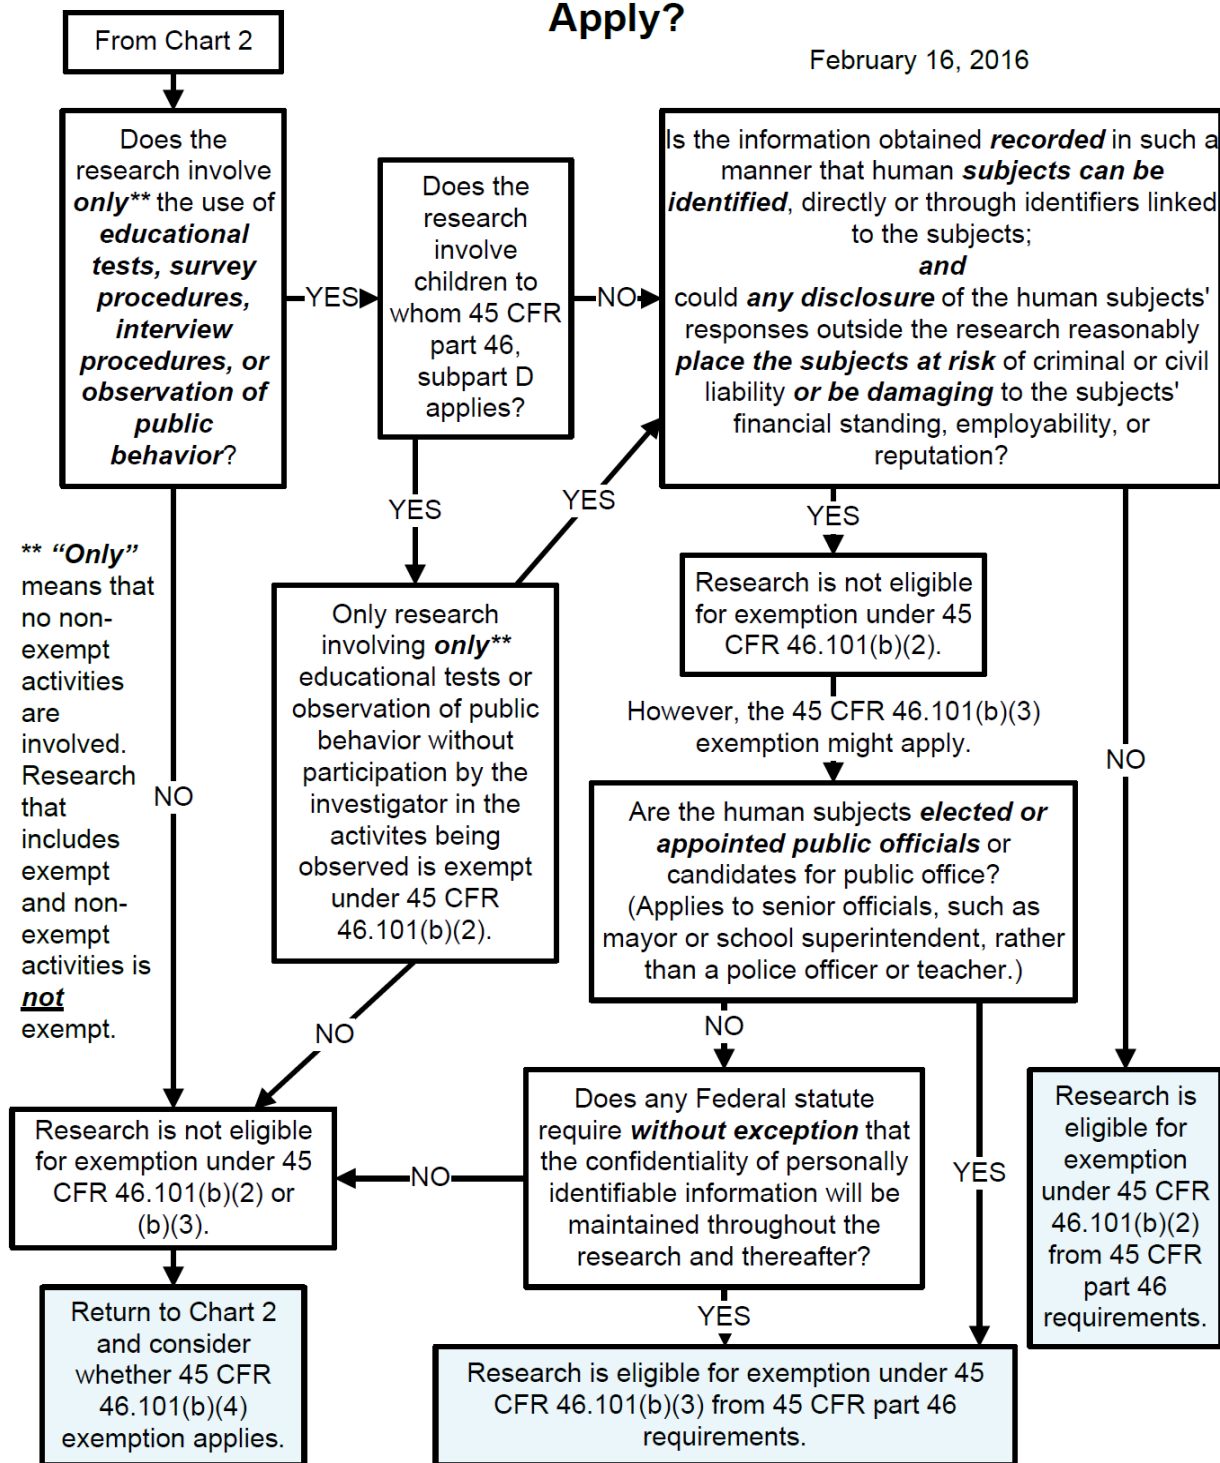 Apply?
From Chart 2
February 16, 2016
Does the
research involve
only** the use of
educational
tests, survey
procedures,
interview
procedures, or
observation of
public
behavior?
YES
Does the
research
involve
children to
whom 45 CFR
part 46,
subpart D
applies?
NO
Is the information obtained recorded in such a
manner that human subjects can be
identified, directly or through identifiers linked
to the subjects;
and
could any disclosure of the human subjects'
responses outside the research reasonably
place the subjects at risk of criminal or civil
liability or be damaging to the subjects'
financial standing, employability, or
reputation?
YES
YES
YES
NO
** “Only”
means that
no non-
exempt
activities
are
involved.
Research
that
includes
exempt
and non-
exempt
activities is
not
exempt.
NO
Only research
involving only**
educational tests or
observation of public
behavior without
participation by the
investigator in the
activites being
observed is exempt
under 45 CFR
46.101(b)(2).
Research is not eligible
for exemption under 45
CFR 46.101(b)(2).
However, the 45 CFR 46.101(b)(3)
exemption might apply.
Are the human subjects elected or
appointed public officials or
candidates for public office?
(Applies to senior officials, such as
mayor or school superintendent, rather
than a police officer or teacher.)
NO
NO
YES
Research is not eligible
for exemption under 45
CFR 46.101(b)(2) or
(b)(3).
NO
Does any Federal statute
require without exception that
the confidentiality of personally
identifiable information will be
maintained throughout the
research and thereafter?
Research is
eligible for
exemption
under 45 CFR
46.101(b)(2)
from 45 CFR
part 46
requirements.
YES
Return to Chart 2
and consider
whether 45 CFR
46.101(b)(4)
exemption applies.
Research is eligible for exemption under 45
CFR 46.101(b)(3) from 45 CFR part 46
requirements.